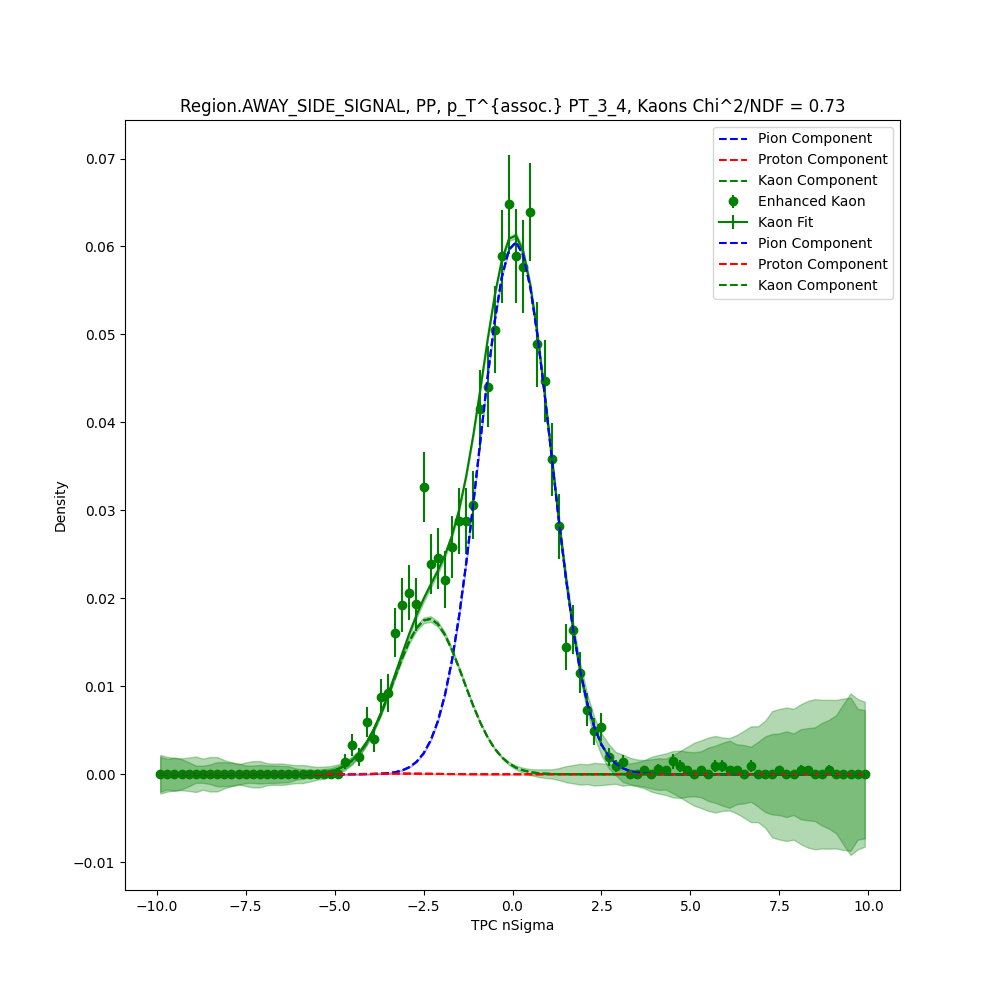 Region.AWAY_SIDE_SIGNAL, PP, p_T^{assoc.} PT_3_4, Kaons Chi^2/NDF = 0.73
Pion Component
Proton Component
Kaon Component
Enhanced Kaon
Kaon Fit
Pion Component
Proton Component
Kaon Component
0.07
0.06
0.05
0.04
0.03
0.02
0.01
0.00
−0.01
Density
−10.0 −7.5 −5.0 −2.5 0.0 2.5 5.0 7.5 10.0
TPC nSigma